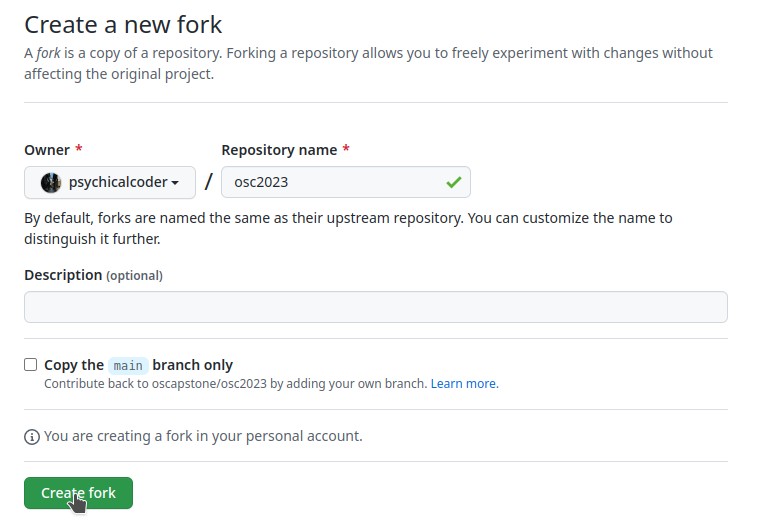 Create a new fork
A fork is a copy of a repository. Forking a repository allows you to freely experiment with changes without
affecting the original project.
Owner * Repository name *
psychicalcoder / osc2023
By default, forks are named the same as their upstream repository. You can customize the name to
distinguish it further.
Description (optional)
Copy the main branch only
Contribute back to oscapstone/osc2023 by adding your own branch. Learn more.
You are creating a fork in your personal account.
Create fork